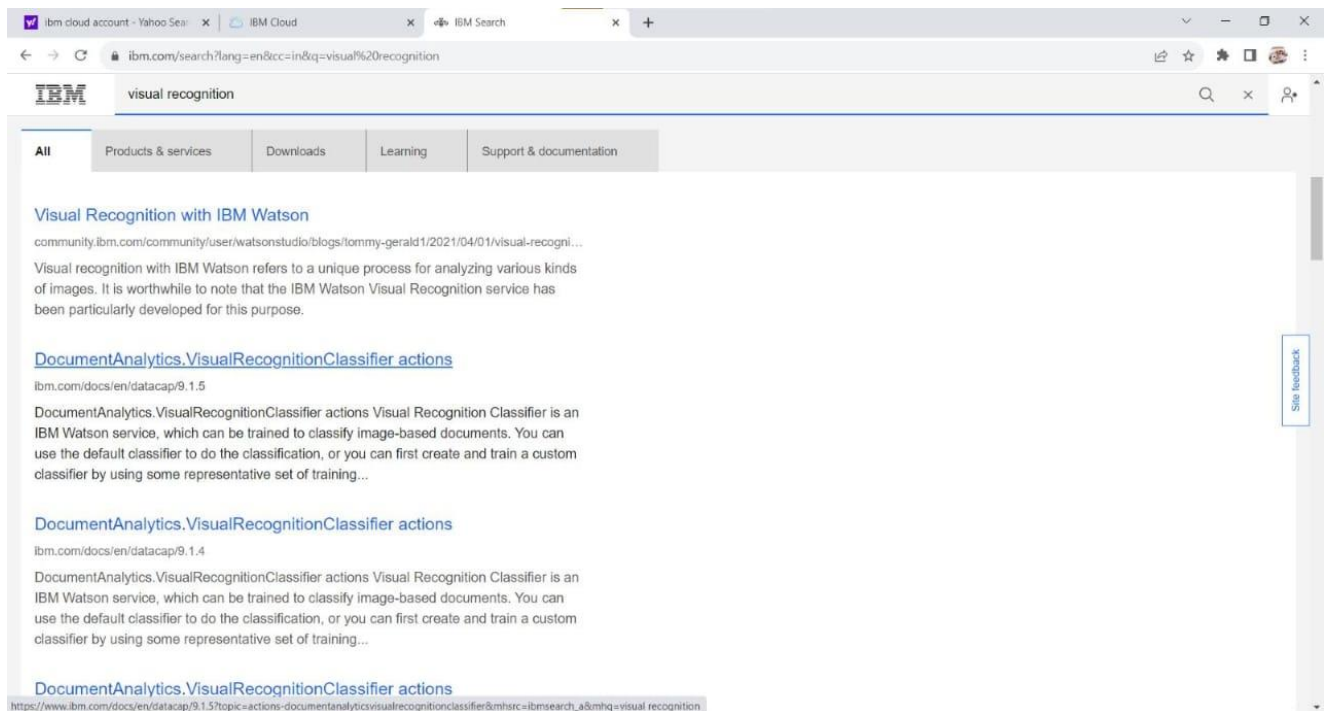 ibm cloud account - Yahoo Sear
IBM Cloud
IBM Search
ibm.com/search?lang=en&cc=in&q=visual%20recognition
IBM
visual recognition
All
Products & services
Downloads
Learning
Support & documentation
Visual Recognition with IBM Watson
community.ibm.com/community/user/watsonstudio/blogs/tommy-gerald1/2021/04/01/visual-recogni...
Visual recognition with IBM Watson refers to a unique process for analyzing various kinds
of images. It is worthwhile to note that the IBM Watson Visual Recognition service has
been particularly developed for this purpose.
DocumentAnalytics.VisualRecognitionClassifier actions
ibm.com/docs/en/datacap/9.1.5
DocumentAnalytics.VisualRecognitionClassifier actions Visual Recognition Classifier is an
IBM Watson service, which can be trained to classify image-based documents. You can
use the default classifier to do the classification, or you can first create and train a custom
classifier by using some representative set of training...
Site feedback
DocumentAnalytics.VisualRecognitionClassifier actions
ibm.com/docs/en/datacap/9.1.4
DocumentAnalytics.VisualRecognitionClassifier actions Visual Recognition Classifier is an
IBM Watson service, which can be trained to classify image-based documents. You can
use the default classifier to do the classification, or you can first create and train a custom
classifier by using some representative set of training...
DocumentAnalytics.VisualRecognitionClassifier actions
https://www.ibm.com/docs/en/datacap/9.1.5?topic=actions-documentanalyticsvisualrecognitionclassifier&mhsrc=ibmsearch_a&mhq=visual recognition